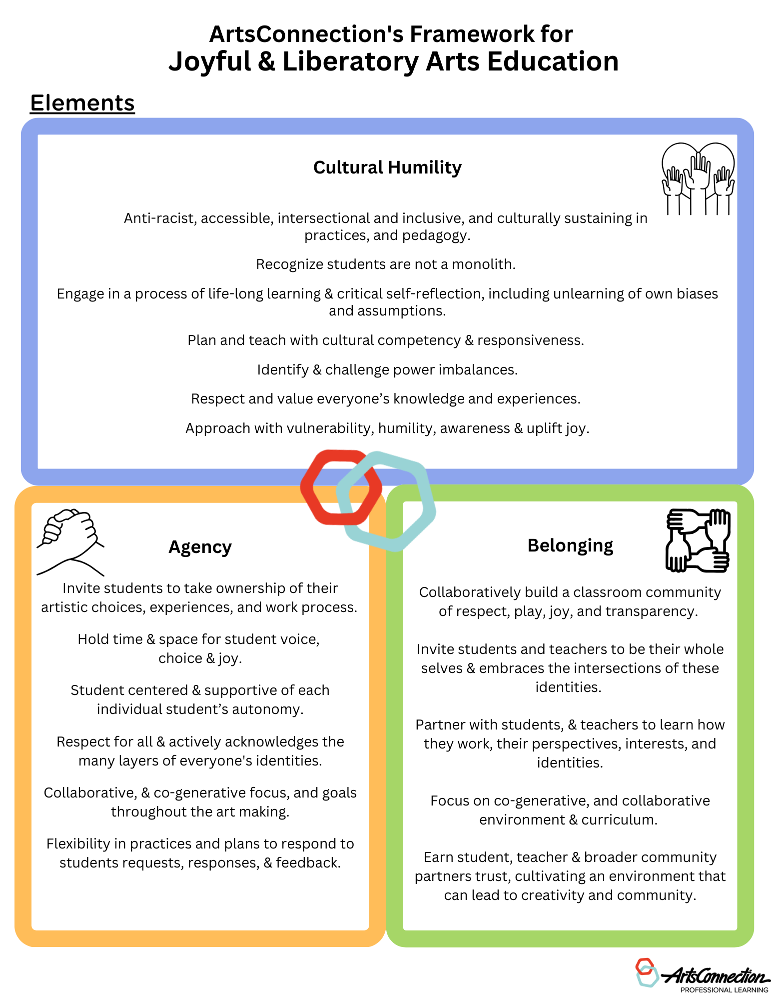 ArtsConnection's Framework for
Joyful & Liberatory Arts Education
Elements
Cultural Humility
Anti-racist, accessible, intersectional and inclusive, and culturally sustaining in
practices, and pedagogy.
Recognize students are not a monolith.
Engage in a process of life-long learning & critical self-reflection, including unlearning of own biases
and assumptions.
Plan and teach with cultural competency & responsiveness.
Identify & challenge power imbalances.
Respect and value everyone’s knowledge and experiences.
Approach with vulnerability, humility, awareness & uplift joy.
Agency
Invite students to take ownership of their
artistic choices, experiences, and work process.
Hold time & space for student voice,
choice & joy.
Student centered & supportive of each
individual student’s autonomy.
Respect for all & actively acknowledges the
many layers of everyone's identities.
Collaborative, & co-generative focus, and goals
throughout the art making.
Flexibility in practices and plans to respond to
students requests, responses, & feedback.
Belonging
Collaboratively build a classroom community
of respect, play, joy, and transparency.
Invite students and teachers to be their whole
selves & embraces the intersections of these
identities.
Partner with students, & teachers to learn how
they work, their perspectives, interests, and
identities.
Focus on co-generative, and collaborative
environment & curriculum.
Earn student, teacher & broader community
partners trust, cultivating an environment that
can lead to creativity and community.
ArtsConnection
PROFESSIONAL LEARNING